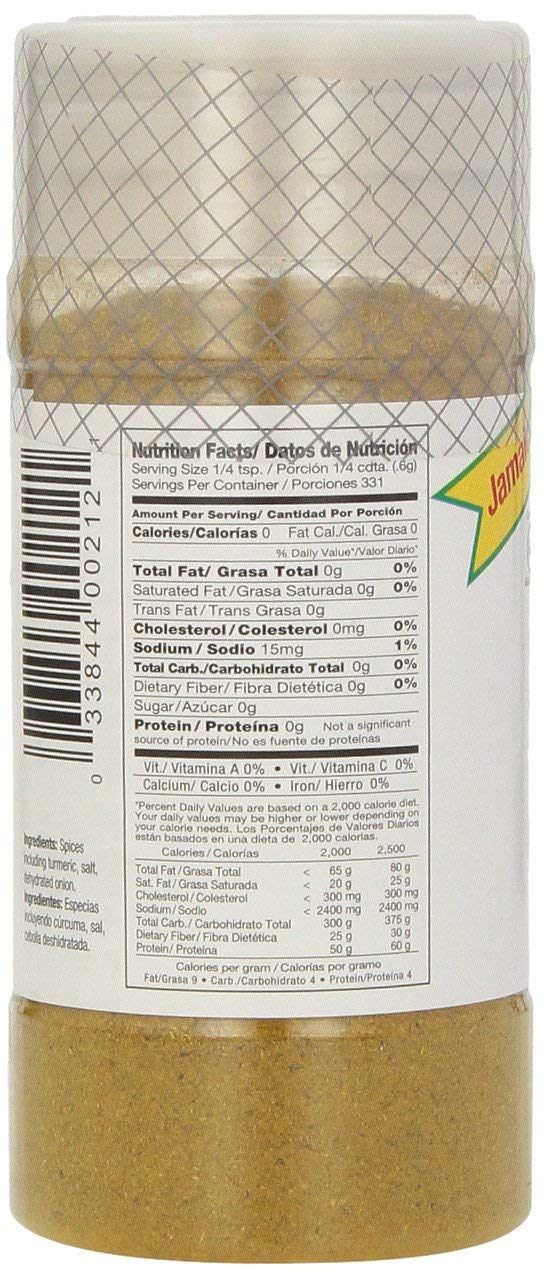 Nutrition Facts/ Datos de Nutrición
Serving Size 1/4 tsp. / Porción 1/4 cdta. (.6g)
Servings Per Container / Porciones 331
Amount Per Serving/ Cantidad Por Porción
Calories/Calorías 0 Fat Cal./Cal. Grasa 0
% Daily Value*/Valor Diario*
Total Fat/ Grasa Total 0g 0%
Saturated Fat/Grasa Saturada 0g 0%
Trans Fat/Trans Grasa 0g
Cholesterol/Colesterol 0mg 0%
Sodium/Sodio 15mg 1%
Total Carb./Carbohidrato Total 0g 0%
Dietary Fiber/Fibra Dietética 0g 0%
Sugar/Azúcar 0g
Protein/Proteína 0g Not a significant
source of protein/No es fuente de proteínas
Vit./Vitamina A 0% • Vit./Vitamina C 0%
Calcium/Calcio 0% • Iron/Hierro 0%
*Percent Daily Values are based on a 2,000 calorie diet.
Your daily values may be higher or lower depending on
your calorie needs. Los Porcentajes de Valores Diarios
están basados en una dieta de 2,000 calorías.
Calories/Calorías 2,000 2,500
Total Fat/Grasa Total < 65 g 80 g
Sat. Fat/Grasa Saturada < 20 g 25 g
Cholesterol/Colesterol < 300 mg 300 mg
Sodium/Sodio < 2400 mg 2400 mg
Total Carb./Carbohidrato Total 300 g 375 g
Dietary Fiber/Fibra Dietética 25 g 30 g
Protein/Proteína 50 g 60 g
Calories per gram / Calorías por gramo
Fat/Grasa 9 • Carb./Carbohidrato 4 • Protein/Proteína 4
0 33844 00212 1
Ingredients: Spices
including turmeric, salt,
dehydrated onion.
Ingredientes: Especias
incluyendo cúrcuma, sal,
cebolla deshidratada.
Jama